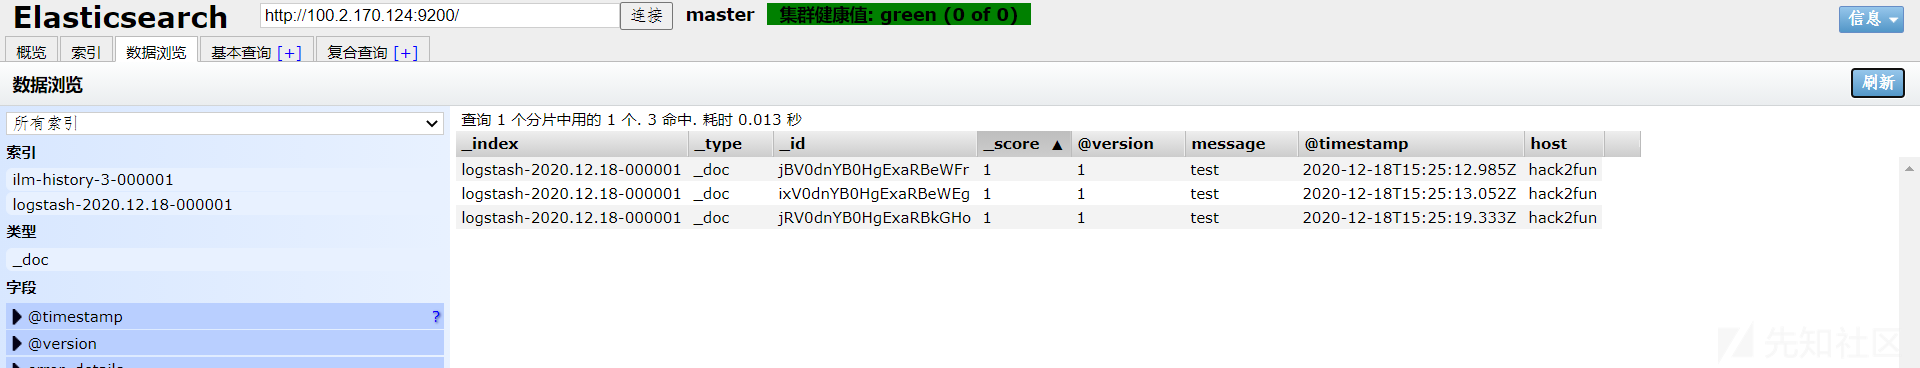 Elasticsearch
http://100.2.170.124:9200/ 连接 master 集群健康值: green (0 of 0) 信息
概览 索引 数据浏览 基本查询 [+] 复合查询 [+]
数据浏览 刷新
所有索引
索引
ilm-history-3-000001
logstash-2020.12.18-000001
类型
_doc
字段
@timestamp ?
@version
error_details
查询 1 个分片中用的 1 个. 3 命中. 耗时 0.013 秒
_index _type _id _score ▲ @version message @timestamp host
logstash-2020.12.18-000001 _doc jBV0dnYB0HgExaRBeWFr 1 1 test 2020-12-18T15:25:12.985Z hack2fun
logstash-2020.12.18-000001 _doc ixV0dnYB0HgExaRBeWEg 1 1 test 2020-12-18T15:25:13.052Z hack2fun
logstash-2020.12.18-000001 _doc jRV0dnYB0HgExaRBkGHo 1 1 test 2020-12-18T15:25:19.333Z hack2fun
先知社区